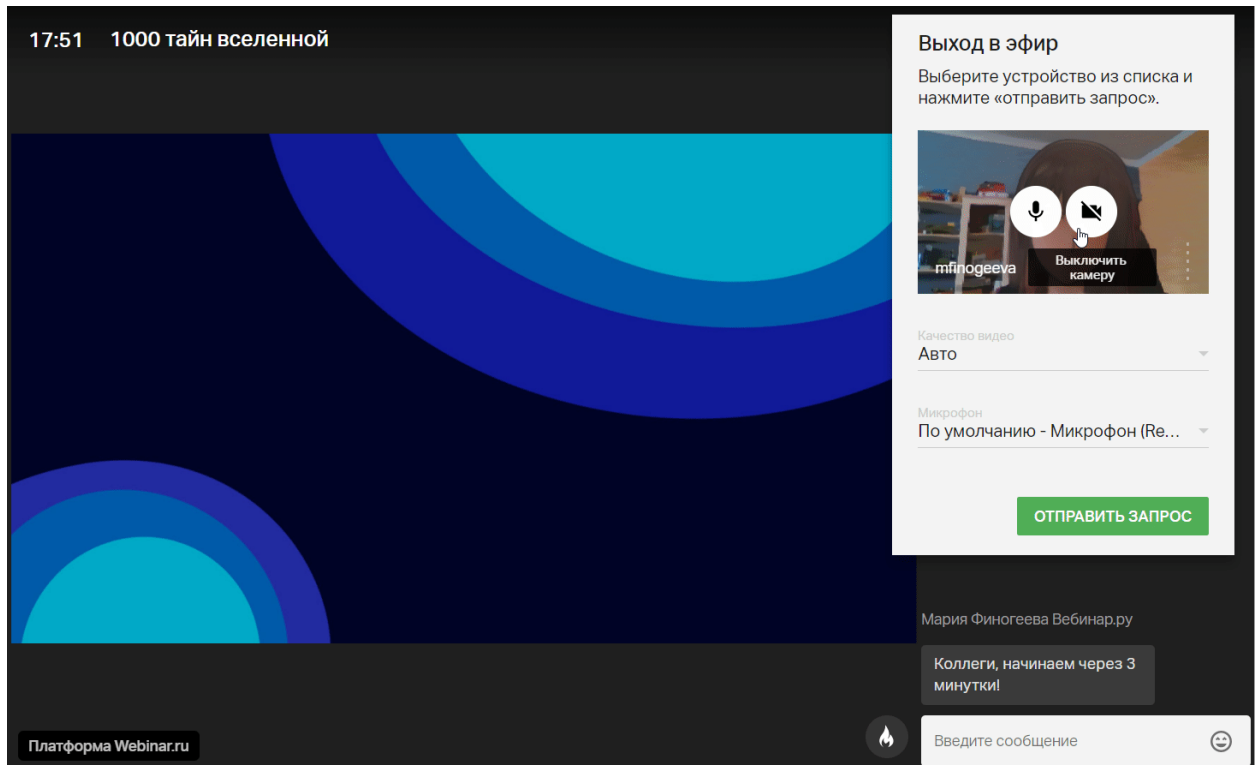 17:51 1000 тайн вселенной
Выход в эфир
Выберите устройство из списка и
нажмите «отправить запрос».
mfinogeeva
Выключить
камеру
Качество видео
Авто
Микрофон
По умолчанию - Микрофон (Re...
ОТПРАВИТЬ ЗАПРОС
Мария Финогеева Вебинар.ру
Коллеги, начинаем через 3
минутки!
Платформа Webinar.ru
Введите сообщение